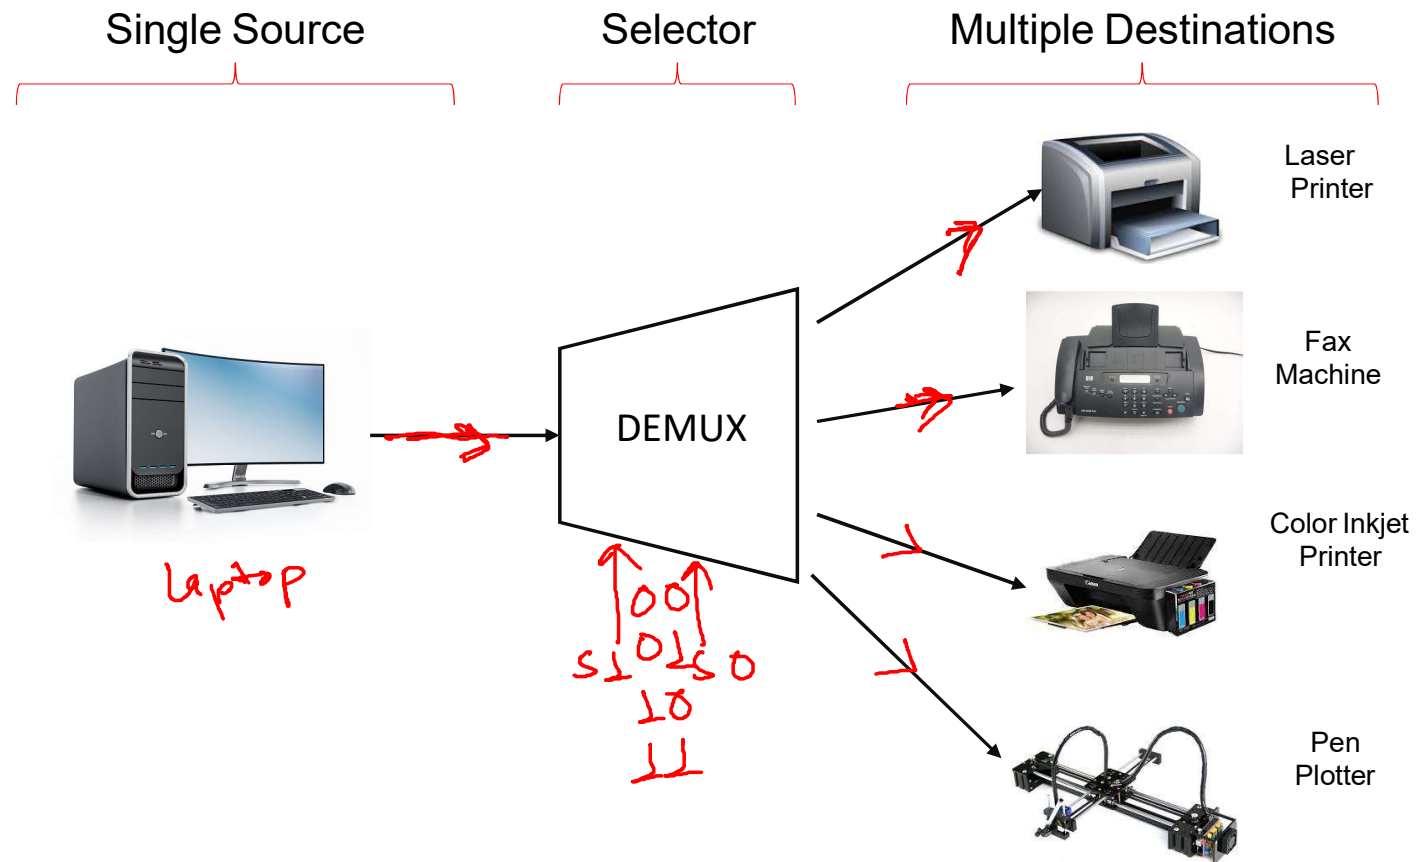 Single Source
Selector
Multiple Destinations
Laser
Printer
Fax
Machine
DEMUX
Color Inkjet
Printer
Canon
Laptop
00
S1 01 S0
10
11
Pen
Plotter